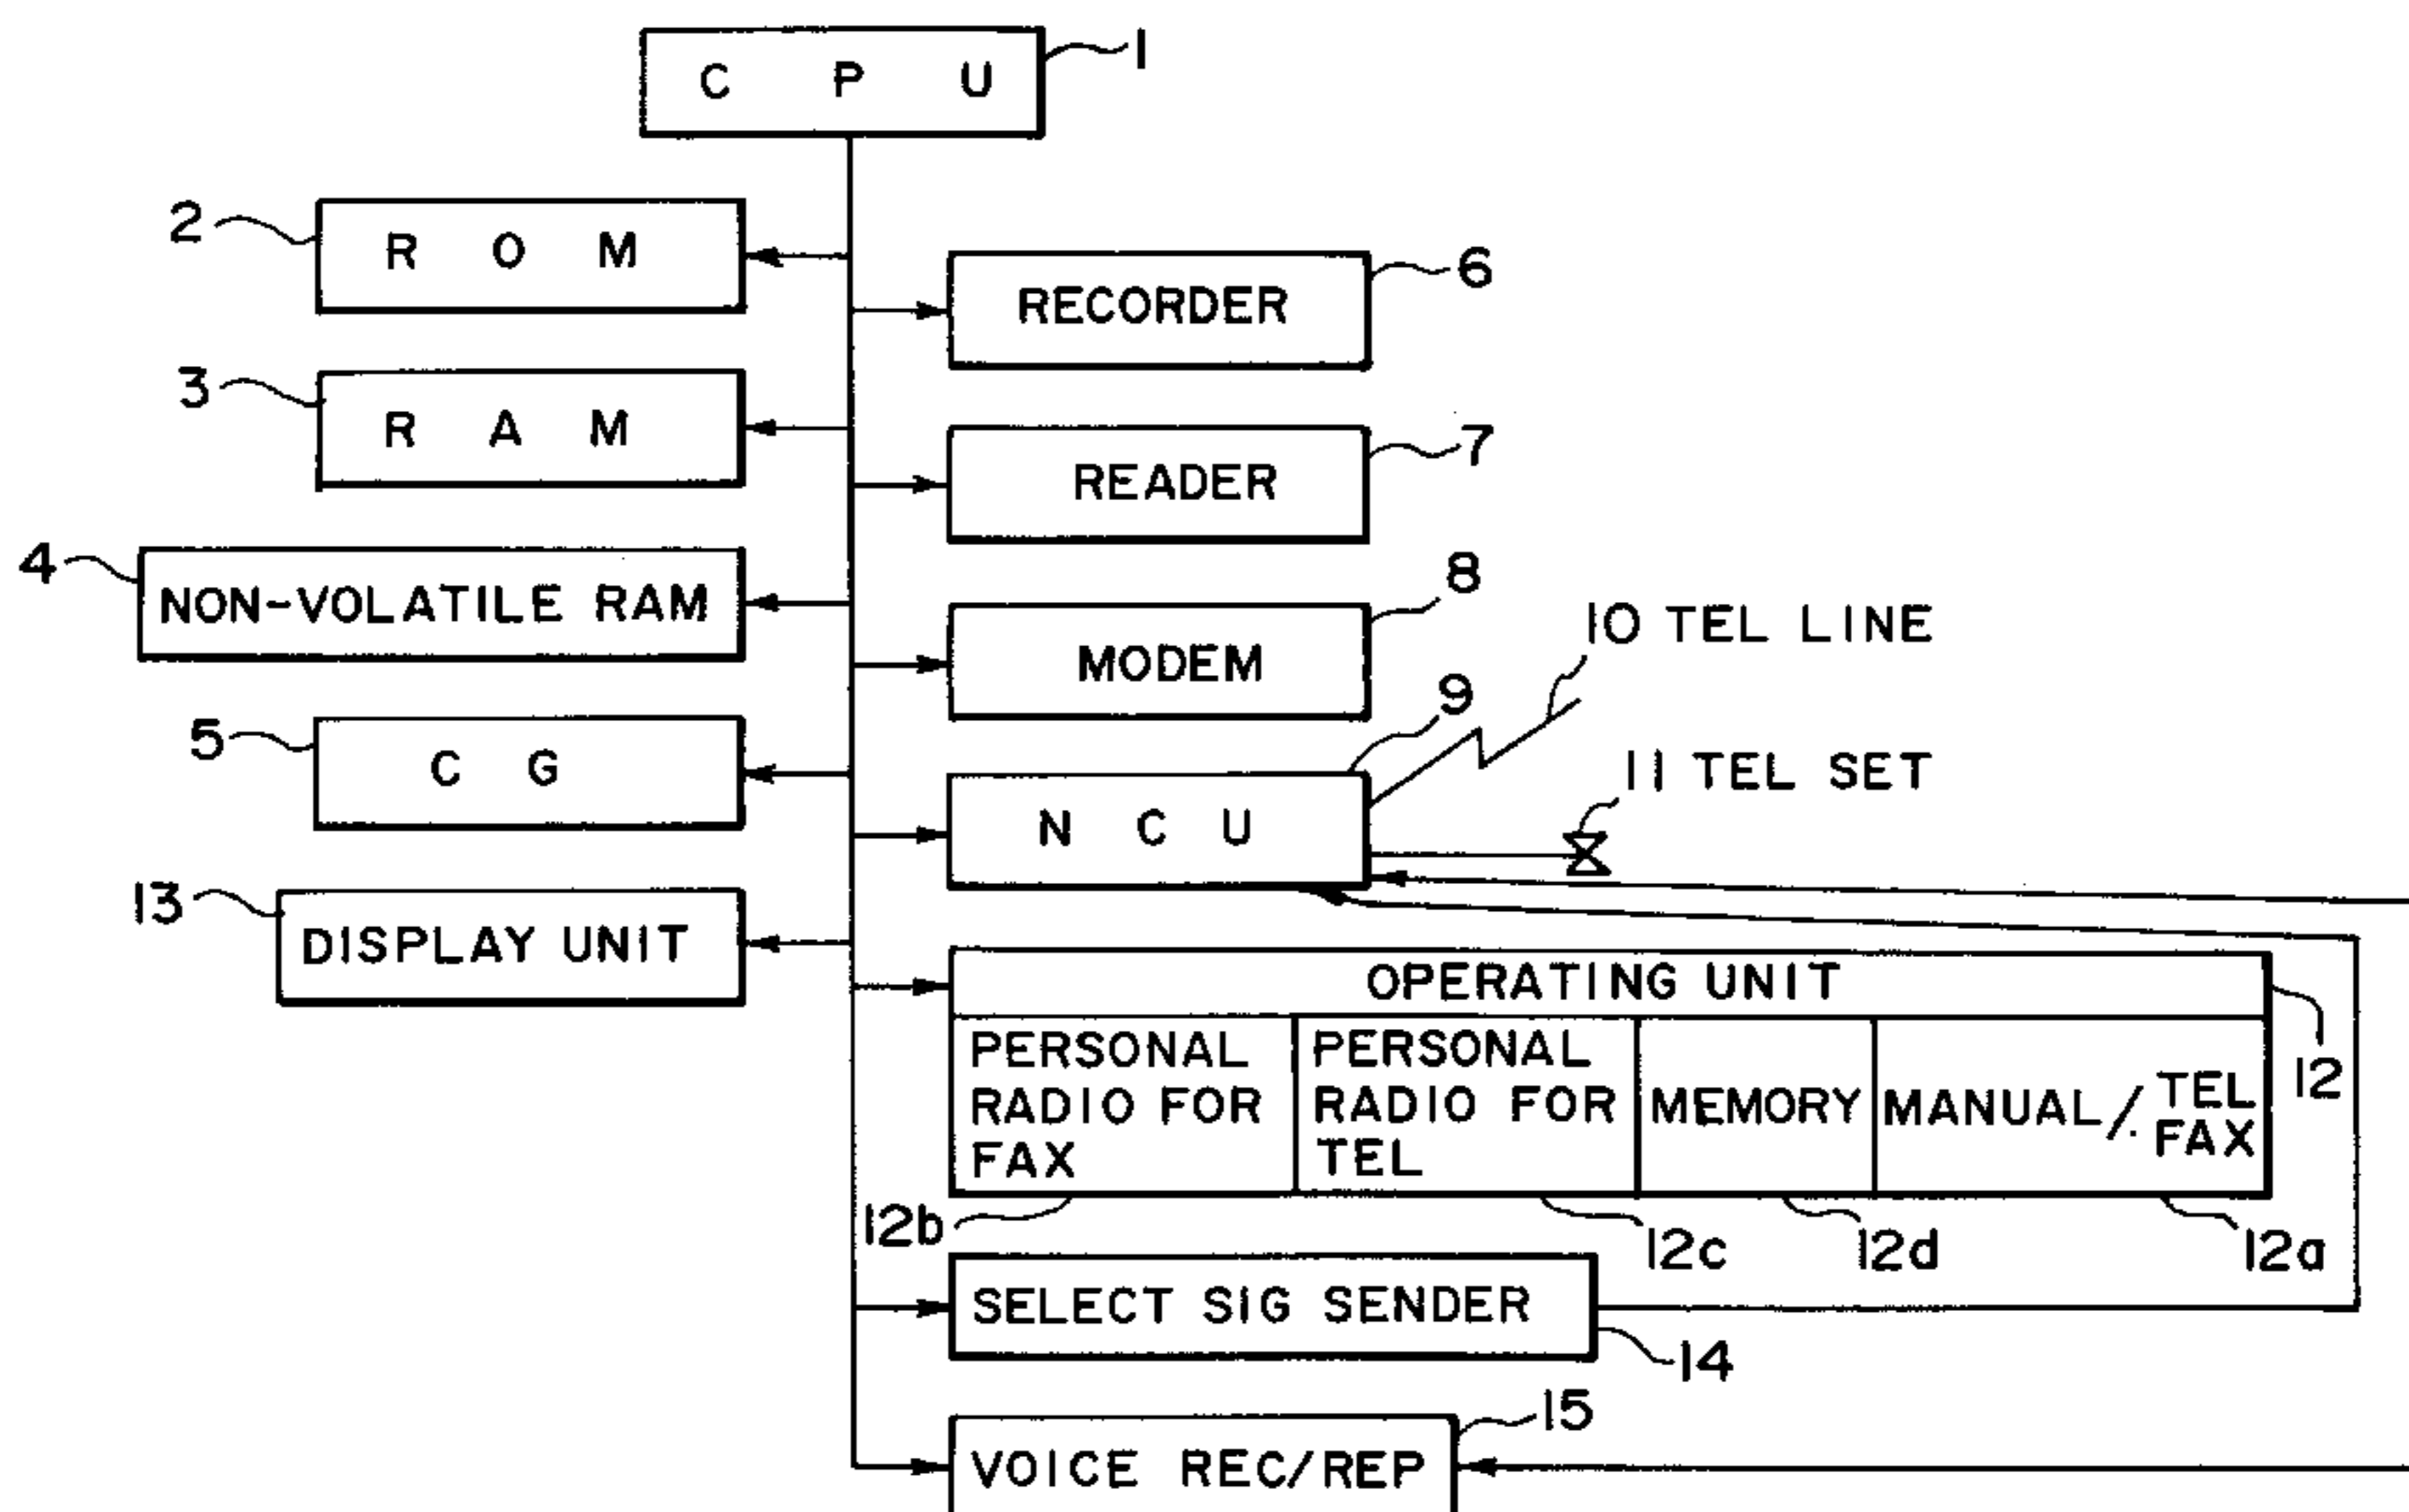 C P U
1
2
R O M
RECORDER
6
3
R A M
READER
7
4
NON-VOLATILE RAM
MODEM
8
10 TEL LINE
5
C G
N C U
9
11 TEL SET
13
DISPLAY UNIT
OPERATING UNIT
12
PERSONAL
RADIO FOR
FAX
PERSONAL
RADIO FOR
TEL
MEMORY
MANUAL/TEL
FAX
12b
12c
12d
12a
SELECT SIG SENDER
14
15
VOICE REC/REP